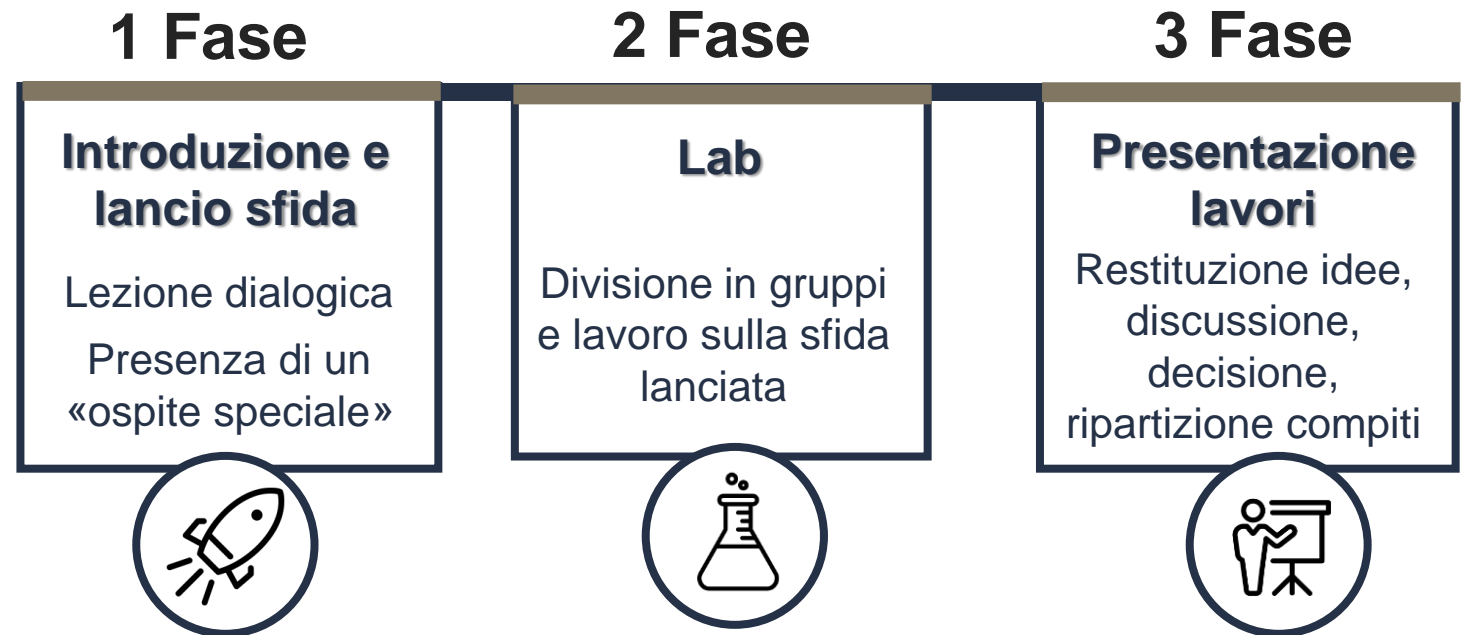 1 Fase
Introduzione e
lancio sfida
Lezione dialogica
Presenza di un
«ospite speciale»
2 Fase
Lab
Divisione in gruppi
e lavoro sulla sfida
lanciata
3 Fase
Presentazione
lavori
Restituzione idee,
discussione,
decisione,
ripartizione compiti